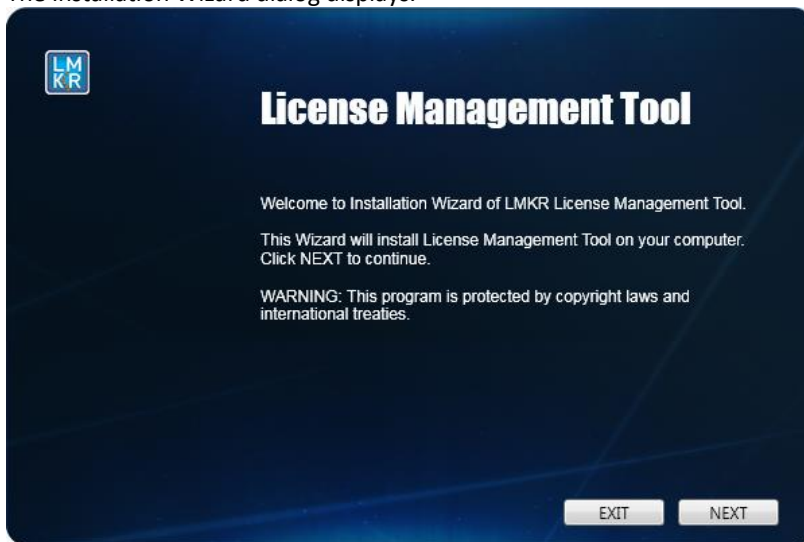 The Installation Wizard dialog displays.
LM
KR
License Management Tool
Welcome to Installation Wizard of LMKR License Management Tool.
This Wizard will install License Management Tool on your computer.
Click NEXT to continue.
WARNING: This program is protected by copyright laws and
international treaties.
EXIT NEXT